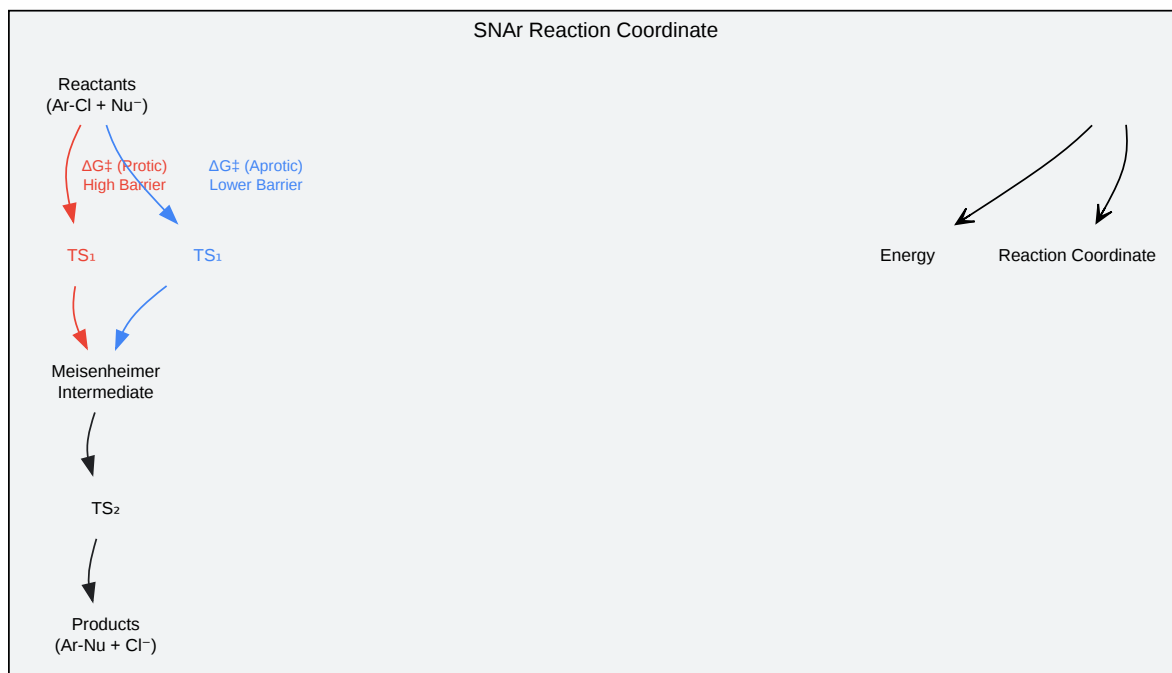 SNAr Reaction Coordinate
Reactants
(Ar-Cl + Nu⁻)
ΔG‡ (Protic)
High Barrier
ΔG‡ (Aprotic)
Lower Barrier
TS₁
TS₁
Energy
Reaction Coordinate
Meisenheimer
Intermediate
TS₂
Products
(Ar-Nu + Cl⁻)